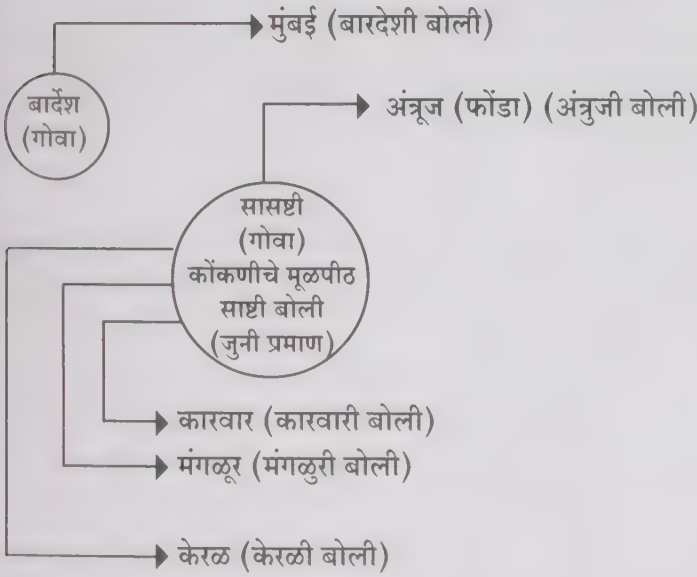 मुंबई (बारदेशी बोली)
बार्देश
(गोवा)
अंत्रूज (फोंडा) (अंत्रुजी बोली)
सासष्टी
(गोवा)
कोंकणीचे मूळपीठ
साष्टी बोली
(जुनी प्रमाण)
कारवार (कारवारी बोली)
मंगळूर (मंगळुरी बोली)
केरळ (केरळी बोली)